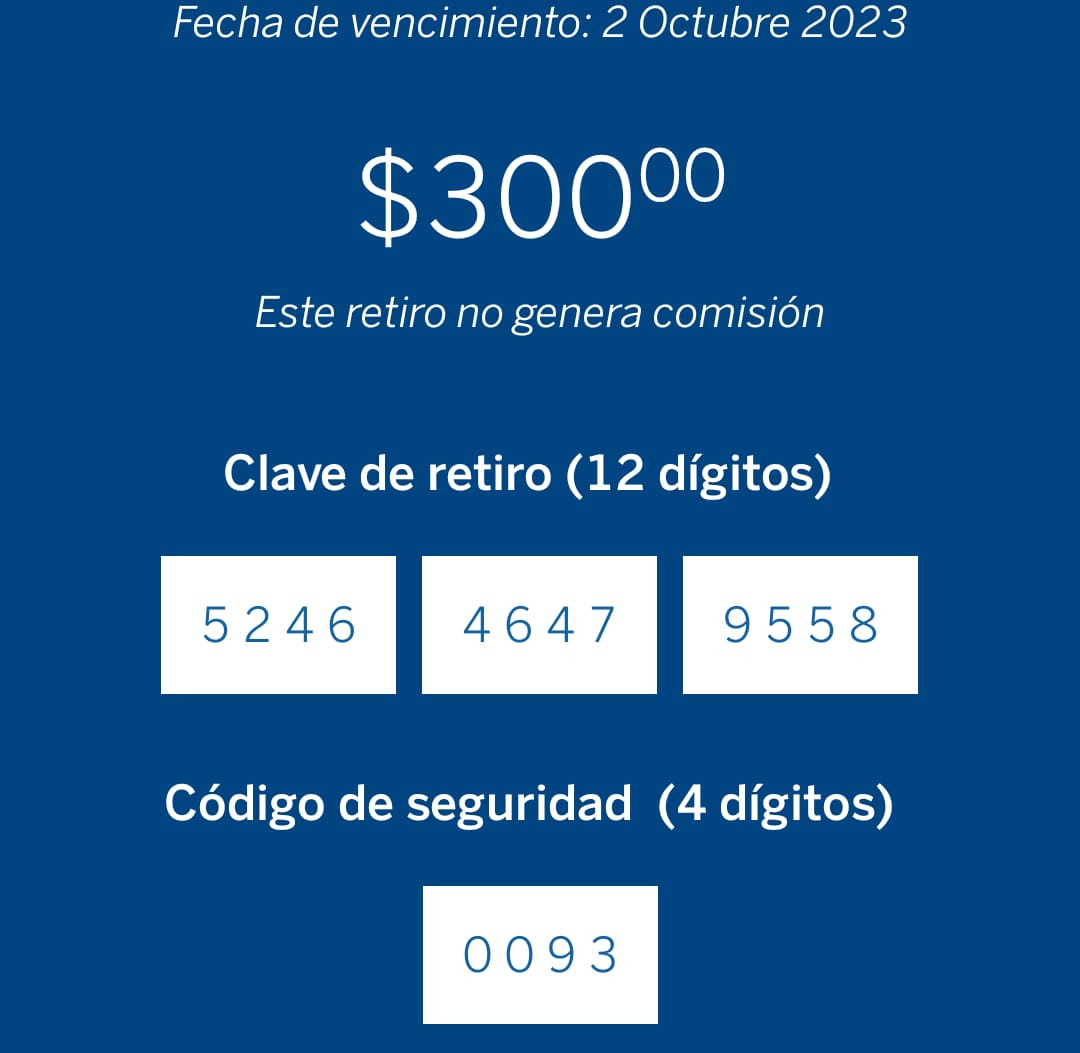 Fecha de vencimiento: 2 Octubre 2023
$300⁰⁰
Este retiro no genera comisión
Clave de retiro (12 dígitos)
5246 4647 9558
Código de seguridad (4 dígitos)
0093